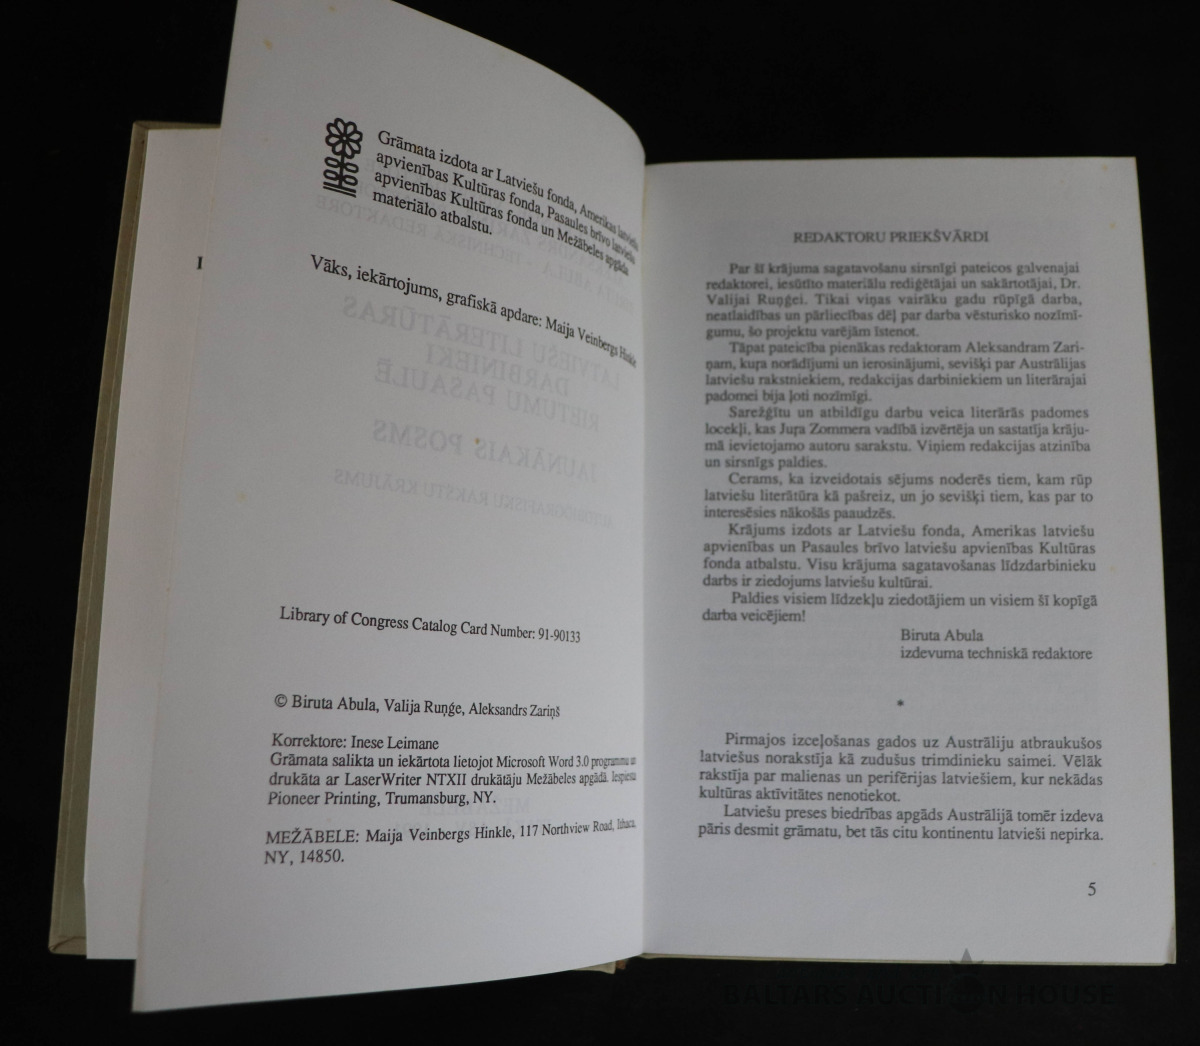 Grāmata izdota ar Latviešu fonda, Amerikas latviešu
apvienības Kultūras fonda, Pasaules brīvo latviešu
apvienības Kultūras fonda un Mežābeles apgāda
materiālo atbalstu.
I
Vāks, iekārtojums, grafiskā apdare: Maija Veinbergs Hinkle
LATVIEŠU LITERĀTŪRAS
DARBINIEKI
RIETUMU PASAULĒ
JAUNĀKAIS POSMS
Library of Congress Catalog Card Number: 91-90133
© Biruta Abula, Valija Ruņģe, Aleksandrs Zariņš
Korrektore: Inese Leimane
Grāmata salikta un iekārtota lietojot Microsoft Word 3.0 programmu un
drukāta ar LaserWriter NTXII drukātāju Mežābeles apgādā. Iespiesta
Pioneer Printing, Trumansburg, NY.
MEŽĀBELE: Maija Veinbergs Hinkle, 117 Northview Road, Ithaca,
NY, 14850.
REDAKTORU PRIEKŠVĀRDI
Par šī krājuma sagatavošanu sirsnīgi pateicos galvenajai
redaktorei, iesūtīto materiālu rediģētājai un sakārtotājai, Dr.
Valijai Ruņģei. Tikai viņas vairāku gadu rūpīgā darba,
neatlaidības un pārliecības dēļ par darba vēsturisko nozīmī-
gumu, šo projektu varējām īstenot.
Tāpat pateicība pienākas redaktoram Aleksandram Zari-
ņam, kuŗa norādījumi un ierosinājumi, sevišķi par Austrālijas
latviešu rakstniekiem, redakcijas darbiniekiem un literārajai
padomei bija ļoti nozīmīgi.
Sarežģītu un atbildīgu darbu veica literārās padomes
locekļi, kas Juŗa Zommera vadībā izvērtēja un sastatīja krāju-
mā ievietojamo autoru sarakstu. Viņiem redakcijas atzinība
un sirsnīgs paldies.
Cerams, ka izveidotais sējums noderēs tiem, kam rūp
latviešu literātūra kā pašreiz, un jo sevišķi tiem, kas par to
interesēsies nākošās paaudzēs.
Krājums izdots ar Latviešu fonda, Amerikas latviešu
apvienības un Pasaules brīvo latviešu apvienības Kultūras
fonda atbalstu. Visu krājuma sagatavošanas līdzdarbinieku
darbs ir ziedojums latviešu kultūrai.
Paldies visiem līdzekļu ziedotājiem un visiem šī kopīgā
darba veicējiem!
Biruta Abula
izdevuma techniskā redaktore
*
Pirmajos izceļošanas gados uz Austrāliju atbraukušos
latviešus norakstīja kā zudušus trimdinieku saimei. Vēlāk
rakstīja par malienas un perifērijas latviešiem, kur nekādas
kultūras aktīvitātes nenotiekot.
Latviešu preses biedrības apgāds Austrālijā tomēr izdeva
pāris desmit grāmatu, bet tās citu kontinentu latvieši nepirka.
5
BALTARS AUCTION HOUSE